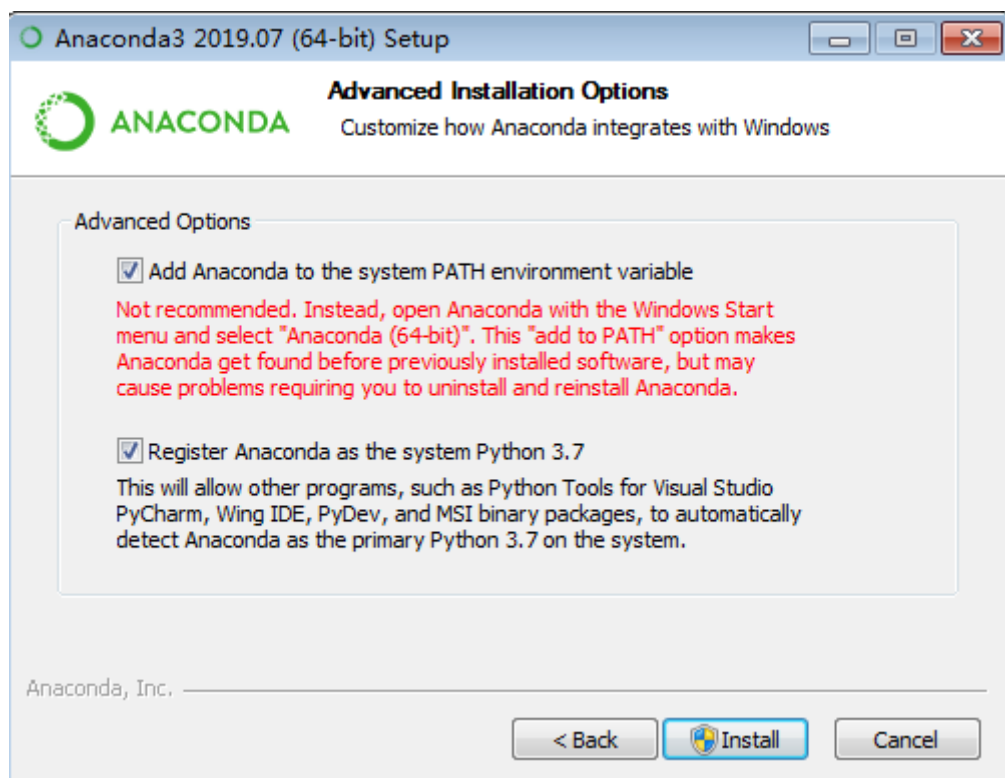 Anaconda3 2019.07 (64-bit) Setup
ANACONDA
Advanced Installation Options
Customize how Anaconda integrates with Windows
Advanced Options
Add Anaconda to the system PATH environment variable
Not recommended. Instead, open Anaconda with the Windows Start
menu and select "Anaconda (64-bit)". This "add to PATH" option makes
Anaconda get found before previously installed software, but may
cause problems requiring you to uninstall and reinstall Anaconda.
Register Anaconda as the system Python 3.7
This will allow other programs, such as Python Tools for Visual Studio
PyCharm, Wing IDE, PyDev, and MSI binary packages, to automatically
detect Anaconda as the primary Python 3.7 on the system.
Anaconda, Inc.
< Back
Install
Cancel